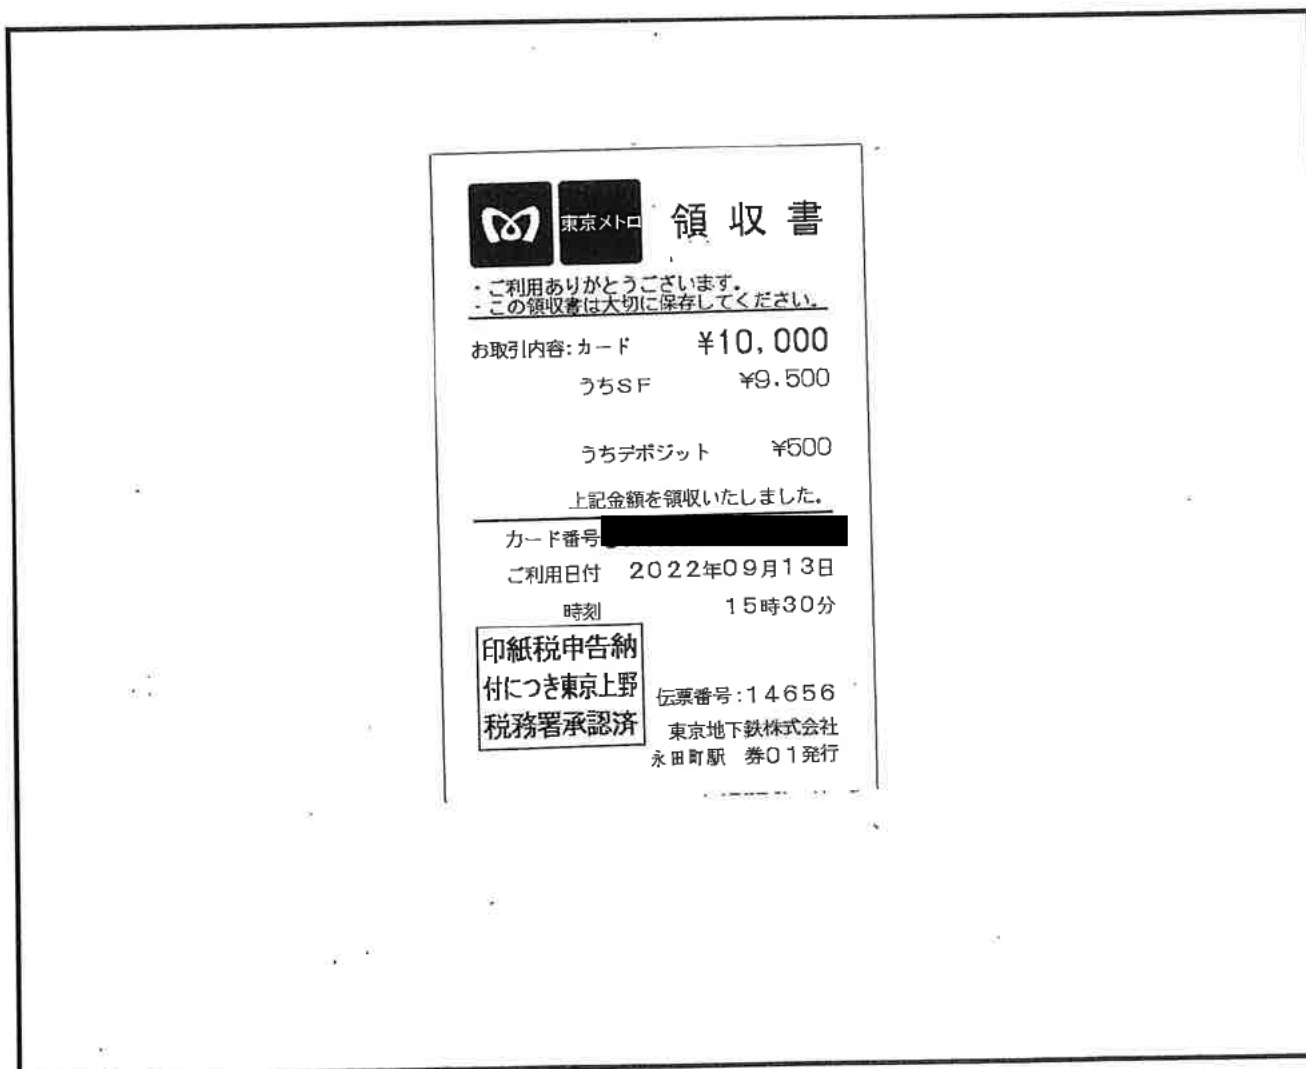 東京メトロ 領収書
・ご利用ありがとうございます。
・この領収書は大切に保存してください。
お取引内容:カード ¥10,000
うちSF ¥9,500
うちデポジット ¥500
上記金額を領収いたしました。
カード番号
ご利用日付 2022年09月13日
時刻 15時30分
印紙税申告納
付につき東京上野
税務署承認済
伝票番号:14656
東京地下鉄株式会社
永田町駅 券01発行